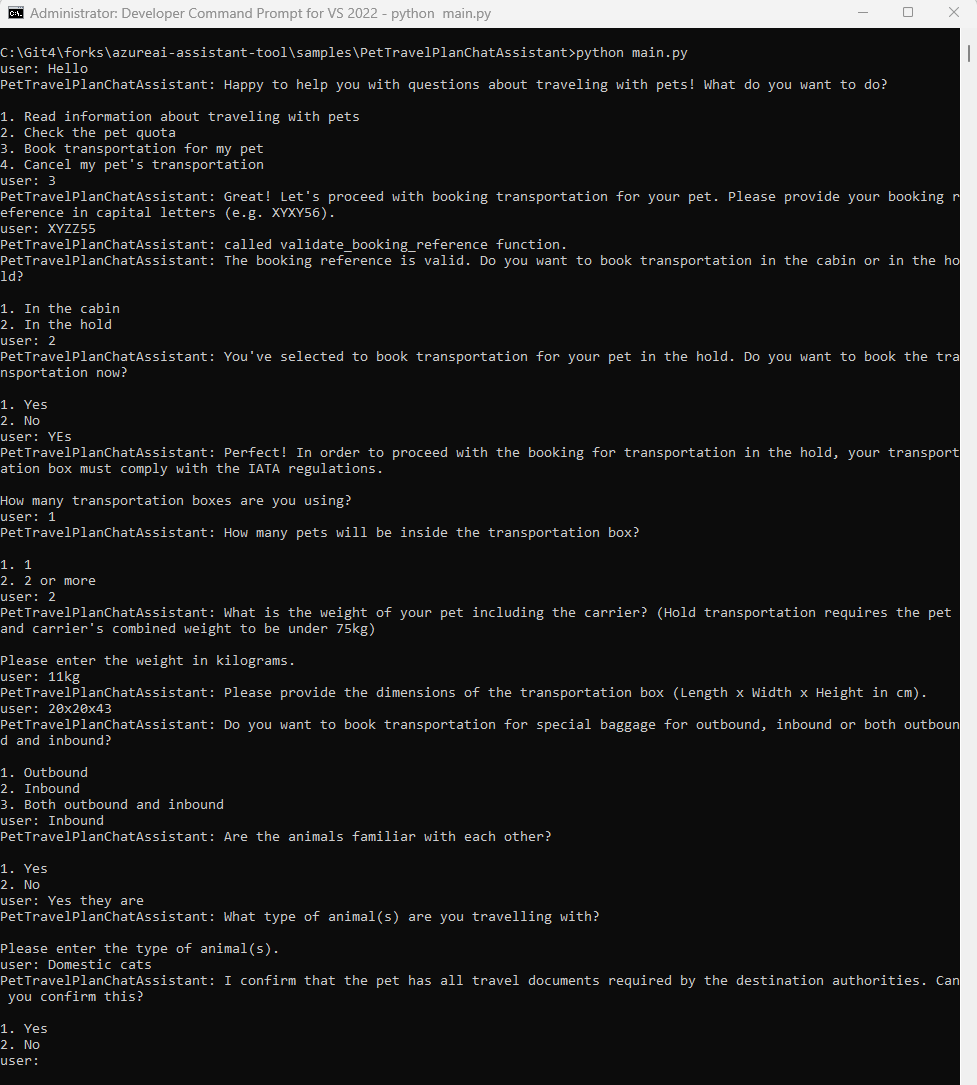 Administrator: Developer Command Prompt for VS 2022 - python  main.py
C:\Git4\forks\azureai-assistant-tool\samples\PetTravelPlanChatAssistant>python main.py
user: Hello
PetTravelPlanChatAssistant: Happy to help you with questions about traveling with pets! What do you want to do?
1. Read information about traveling with pets
2. Check the pet quota
3. Book transportation for my pet
4. Cancel my pet's transportation
user: 3
PetTravelPlanChatAssistant: Great! Let's proceed with booking transportation for your pet. Please provide your booking r
eference in capital letters (e.g. XYXY56).
user: XYZZ55
PetTravelPlanChatAssistant: called validate_booking_reference function.
PetTravelPlanChatAssistant: The booking reference is valid. Do you want to book transportation in the cabin or in the ho
ld?
1. In the cabin
2. In the hold
user: 2
PetTravelPlanChatAssistant: You've selected to book transportation for your pet in the hold. Do you want to book the tra
nsportation now?
1. Yes
2. No
user: YEs
PetTravelPlanChatAssistant: Perfect! In order to proceed with the booking for transportation in the hold, your transport
ation box must comply with the IATA regulations.
How many transportation boxes are you using?
user: 1
PetTravelPlanChatAssistant: How many pets will be inside the transportation box?
1. 1
2. 2 or more
user: 2
PetTravelPlanChatAssistant: What is the weight of your pet including the carrier? (Hold transportation requires the pet
and carrier's combined weight to be under 75kg)
Please enter the weight in kilograms.
user: 11kg
PetTravelPlanChatAssistant: Please provide the dimensions of the transportation box (Length x Width x Height in cm).
user: 20x20x43
PetTravelPlanChatAssistant: Do you want to book transportation for special baggage for outbound, inbound or both outboun
d and inbound?
1. Outbound
2. Inbound
3. Both outbound and inbound
user: Inbound
PetTravelPlanChatAssistant: Are the animals familiar with each other?
1. Yes
2. No
user: Yes they are
PetTravelPlanChatAssistant: What type of animal(s) are you travelling with?
Please enter the type of animal(s).
user: Domestic cats
PetTravelPlanChatAssistant: I confirm that the pet has all travel documents required by the destination authorities. Can
 you confirm this?
1. Yes
2. No
user: